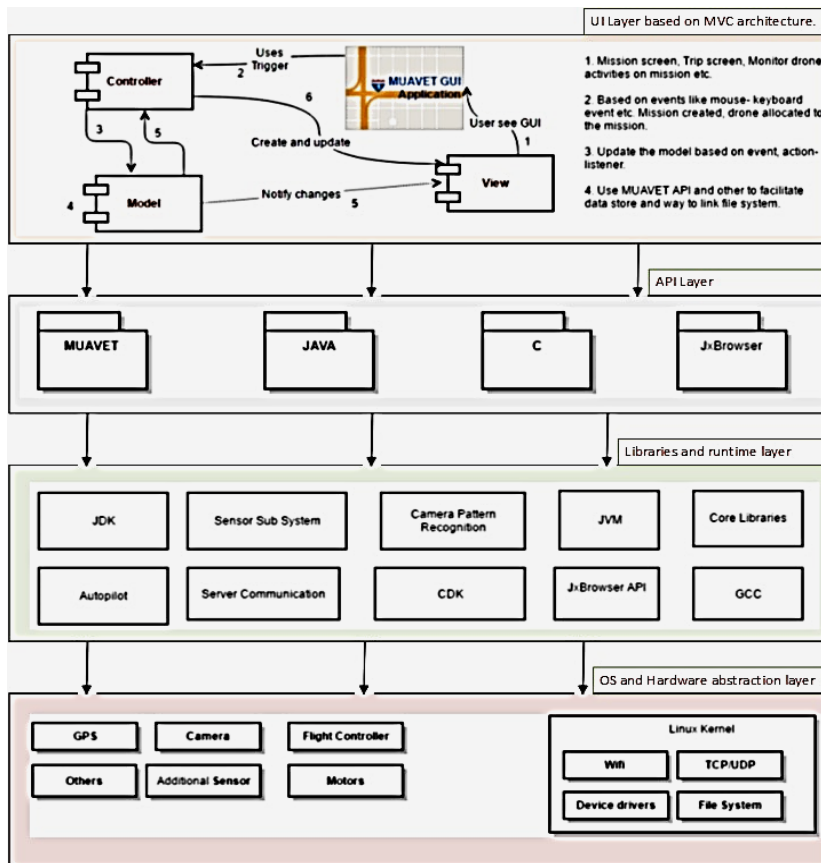 UI Layer based on MVC architecture.
Uses
Trigger
2
Controller
MUAVET GUI
Application
6
3
5
Create and update
User see GUI
1
View
Model
4
Notify changes
5
1. Mission screen, Trip screen, Monitor drone
activities on mission etc.
2. Based on events like mouse- keyboard
event etc. Mission created, drone allocated to
the mission.
3. Update the model based on event, action-
listener.
4. Use MUAVET API and other to facilitate
data store and way to link file system.
API Layer
MUAVET
JAVA
C
JxBrowser
Libraries and runtime layer
JDK
Sensor Sub System
Camera Pattern
Recognition
JVM
Core Libraries
Autopilot
Server Communication
CDK
JxBrowser API
GCC
OS and Hardware abstraction layer
GPS
Camera
Flight Controller
Others
Additional Sensor
Motors
Linux Kernel
Wifi
TCP/UDP
Device drivers
File System